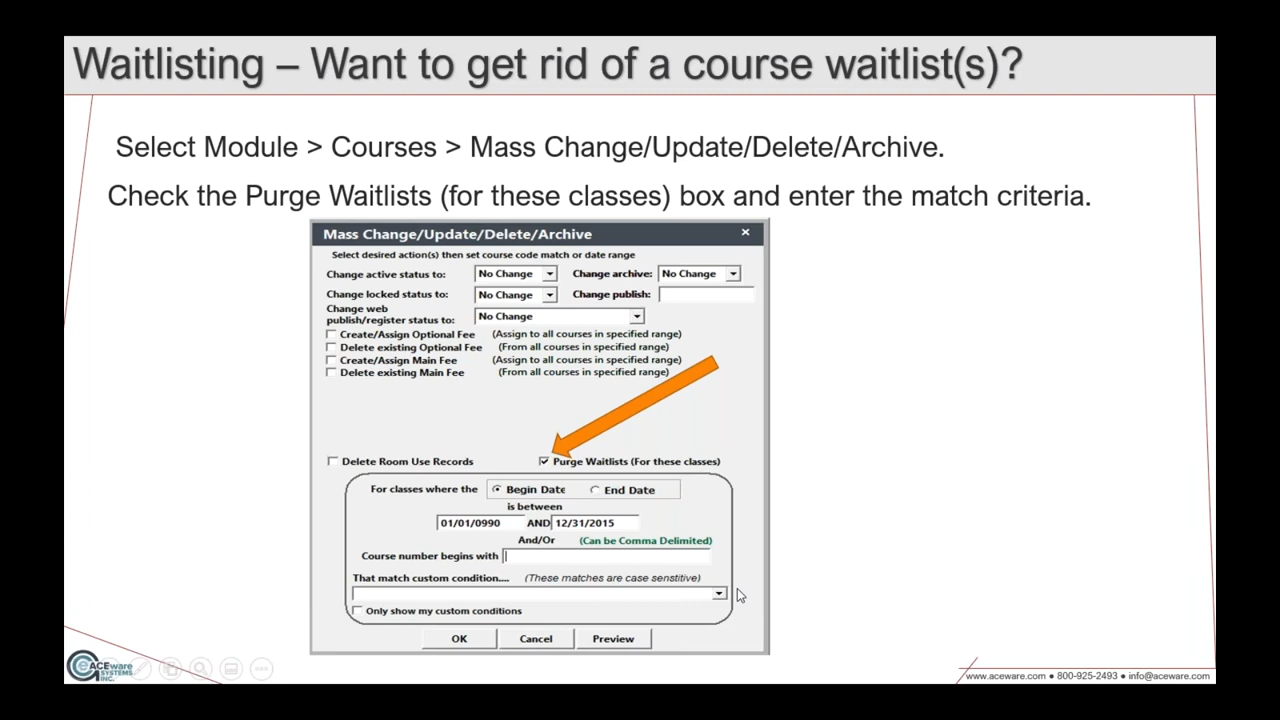 Waitlisting – Want to get rid of a course waitlist(s)?
Select Module > Courses > Mass Change/Update/Delete/Archive.
Check the Purge Waitlists (for these classes) box and enter the match criteria.
Mass Change/Update/Delete/Archive
Select desired action(s) then set course code match or date range
Change active status to: No Change Change archive: No Change
Change locked status to: No Change Change publish:
Change web
publish/register status to: No Change
Create/Assign Optional Fee (Assign to all courses in specified range)
Delete existing Optional Fee (From all courses in specified range)
Create/Assign Main Fee (Assign to all courses in specified range)
Delete existing Main Fee (From all courses in specified range)
Delete Room Use Records Purge Waitlists (For these classes)
For classes where the Begin Date End Date
is between
01/01/0990 AND 12/31/2015
And/Or (Can be Comma Delimited)
Course number begins with
That match custom condition.... (These matches are case senstitive)
Only show my custom conditions
OK Cancel Preview
ACEware
SYSTEMS
INC.
www.aceware.com ● 800-925-2493 ● info@aceware.com